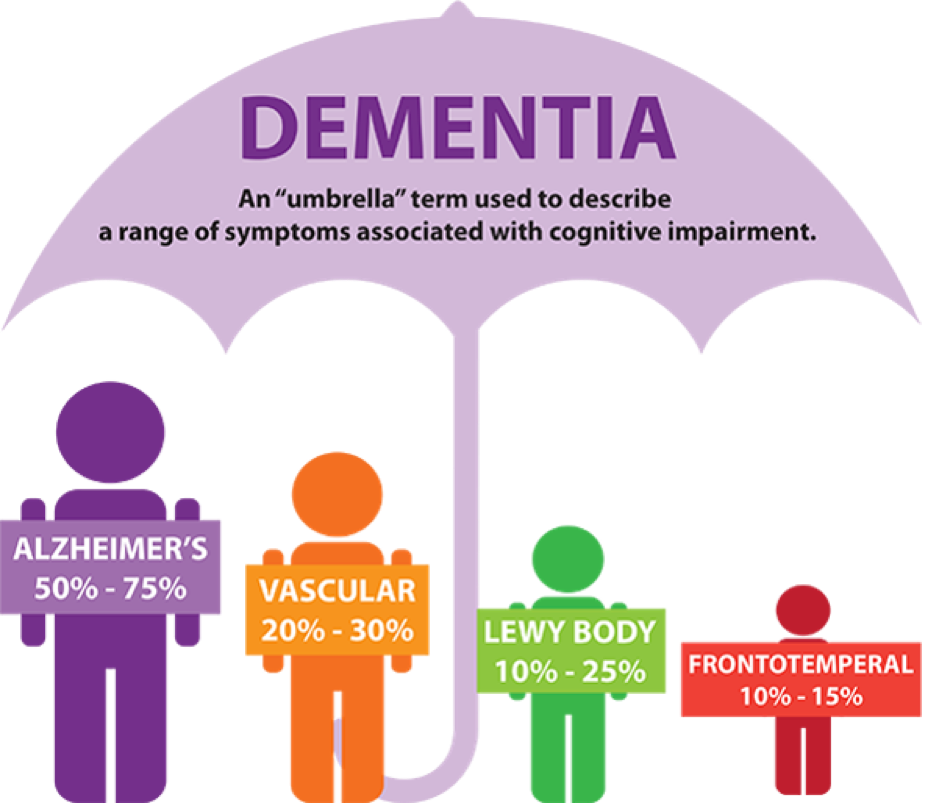 DEMENTIA
An “umbrella” term used to describe
a range of symptoms associated with cognitive impairment.
ALZHEIMER’S
50% - 75%
VASCULAR
20% - 30%
LEWY BODY
10% - 25%
FRONTOTEMPERAL
10% - 15%